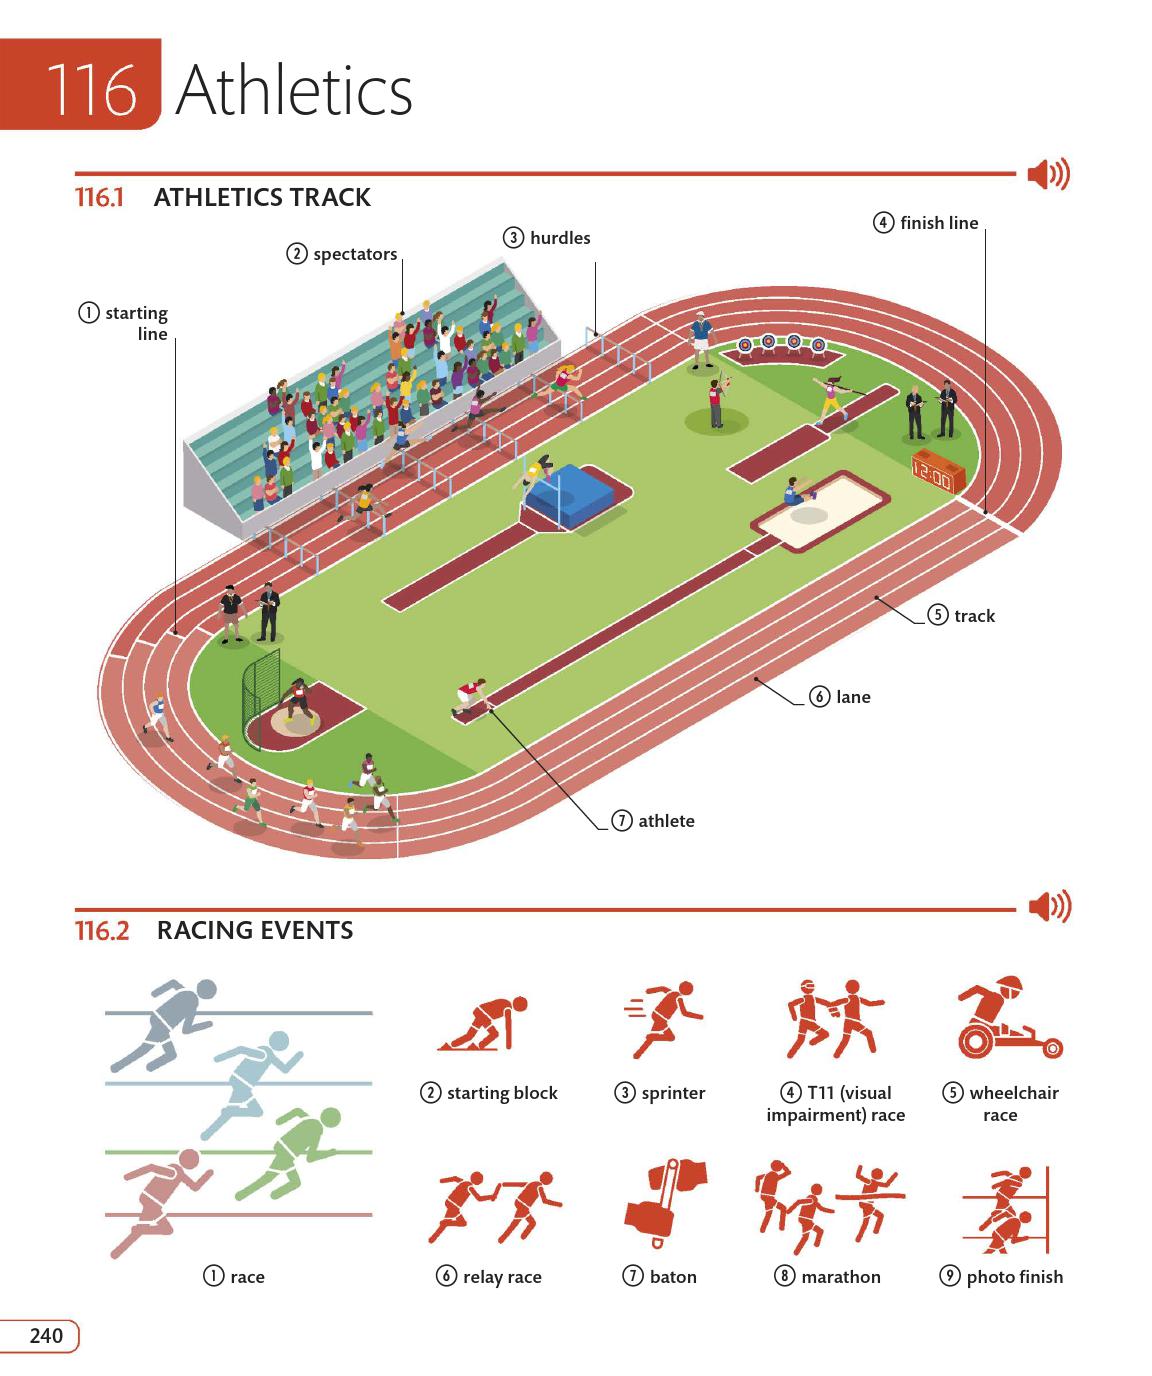 116 Athletics
116.1 ATHLETICS TRACK
① starting
line
② spectators
③ hurdles
④ finish line
12:00
⑤ track
⑥ lane
⑦ athlete
116.2 RACING EVENTS
① race
② starting block
③ sprinter
④ T11 (visual
impairment) race
⑤ wheelchair
race
⑥ relay race
⑦ baton
⑧ marathon
⑨ photo finish
240